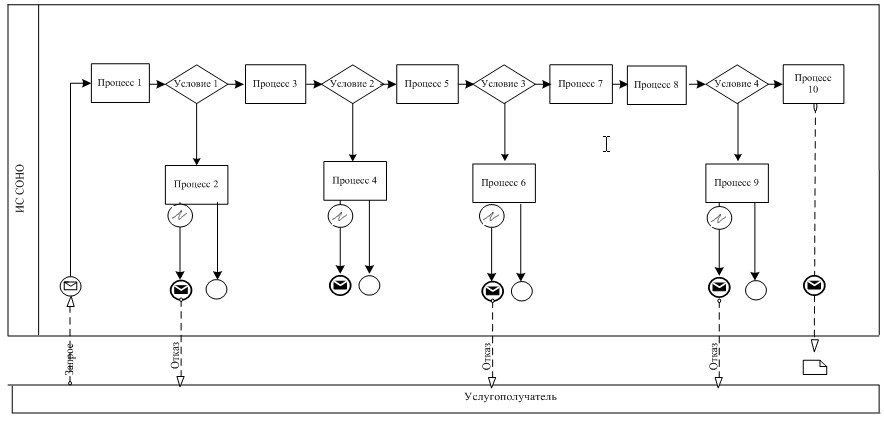 Процесс 1
Условие 1
Процесс 3
Условие 2
Процесс 5
Условие 3
Процесс 7
Процесс 8
Условие 4
Процесс
10
Процесс 2
Процесс 4
Процесс 6
Процесс 9
ИС СОНО
Запрос
Отказ
Отказ
Отказ
Услугополучатель